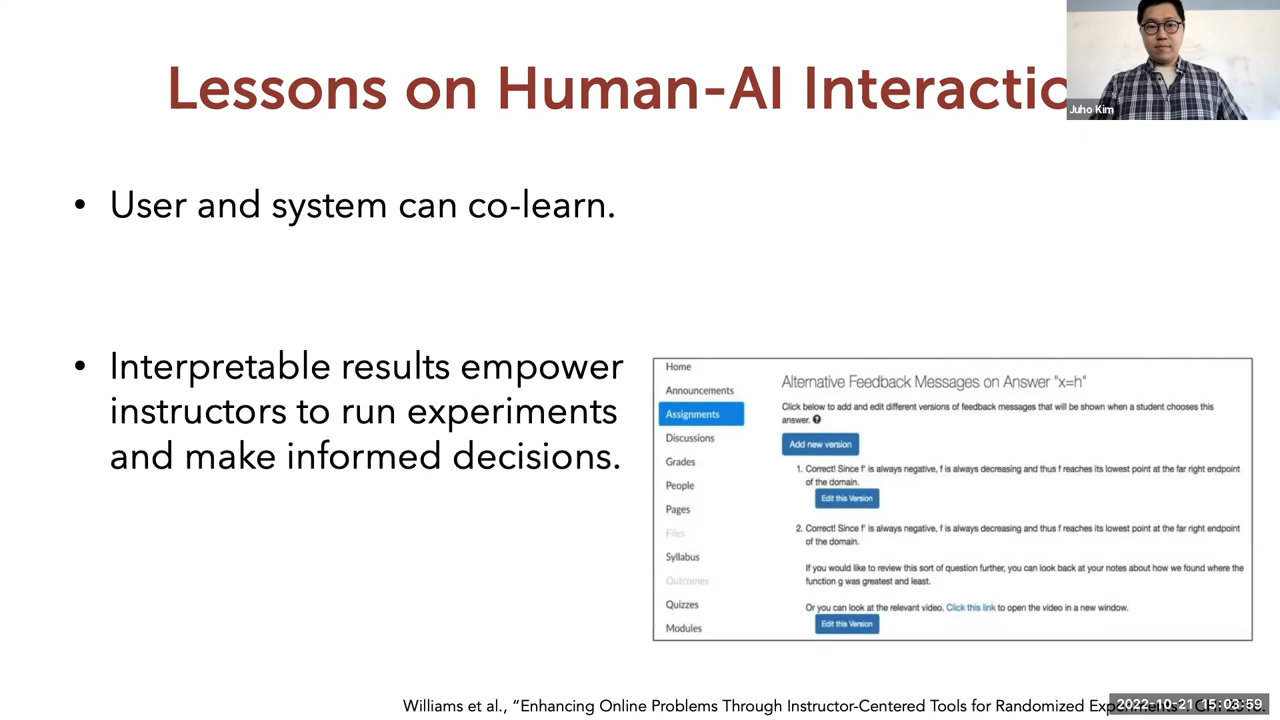 Lessons on Human-AI Interactio
Juho Kim
• User and system can co-learn.
• Interpretable results empower
instructors to run experiments
and make informed decisions.
Home
Announcements
Assignments
Discussions
Grades
People
Pages
Files
Syllabus
Outcomes
Quizzes
Modules
Alternative Feedback Messages on Answer "x=h"
Click below to add and edit different versions of feedback messages that will be shown when a student chooses this
answer.
Add new version
1. Correct! Since f' is always negative, f is always decreasing and thus f reaches its lowest point at the far right endpoint
of the domain.
Edit this Version
2. Correct! Since f' is always negative, f is always decreasing and thus f reaches its lowest point at the far right endpoint
of the domain.
If you would like to review this sort of question further, you can look back at your notes about how we found where the
function g was greatest and least.
Or you can look at the relevant video. Click this link to open the video in a new window.
Edit this Version
Williams et al., “Enhancing Online Problems Through Instructor-Centered Tools for Randomized
2022-10-21 15:03:59